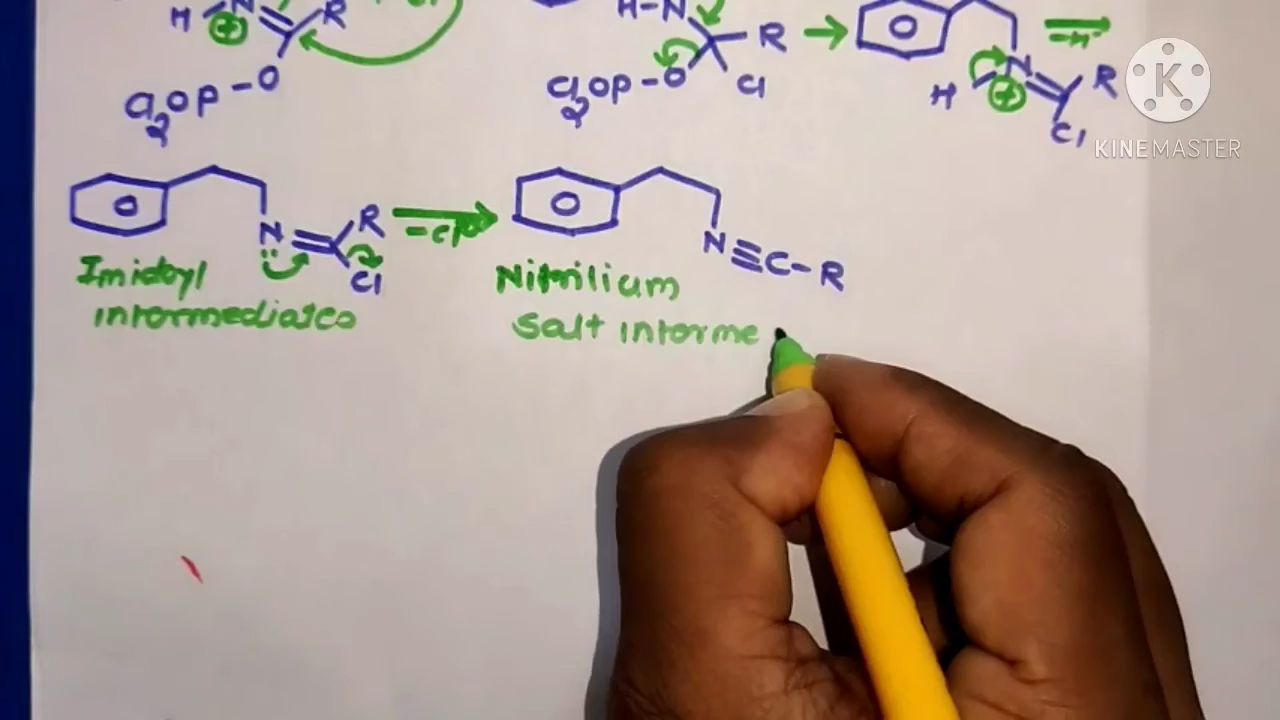 H N R
H-N R
Cl₂OP-O
Cl₂OP-O Cl
H N R
Cl
-H
K
KINEMASTER
N R
Cl
-Cl
N≡C-R
Imidoyl
intermediates
Nitrilium
Salt interme